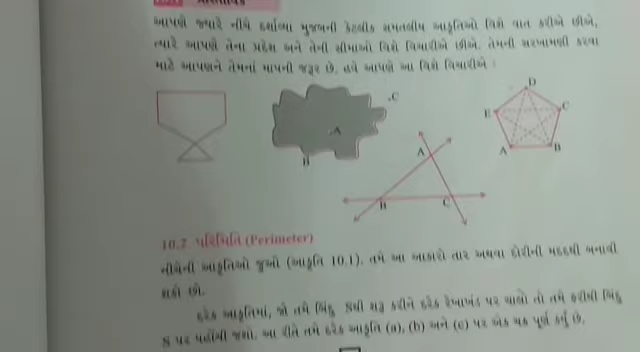 આપણે જ્યારે નીચે દર્શાવ્યા મુજબની કેટલીક સમતલીય આકૃતિઓ વિશે વાત કરીએ છીએ,
ત્યારે આપણે તેના પ્રદેશ અને તેની સીમાઓ વિશે વિચારીએ છીએ. તેમની સરખામણી કરવા
માટે આપણને તેમનાં માપની જરૂર છે. હવે આપણે આ વિશે વિચારીએ :
A
B
C
A
B
C
D
E
C
A
B
10.2 પરિમિતિ (Perimeter)
નીચેની આકૃતિઓ જુઓ (આકૃતિ 10.1). તમે આ આકારો તાર અથવા દોરીની મદદથી બનાવી
શકો છો.
દરેક આકૃતિમાં, જો તમે બિંદુ Sથી શરૂ કરીને દરેક રેખાખંડ પર ચાલો તો તમે ફરીથી બિંદુ
S પર પહોંચી જશો. આ રીતે તમે દરેક આકૃતિ (a), (b) અને (c) પર એક ચક્ર પૂર્ણ કર્યું છે.